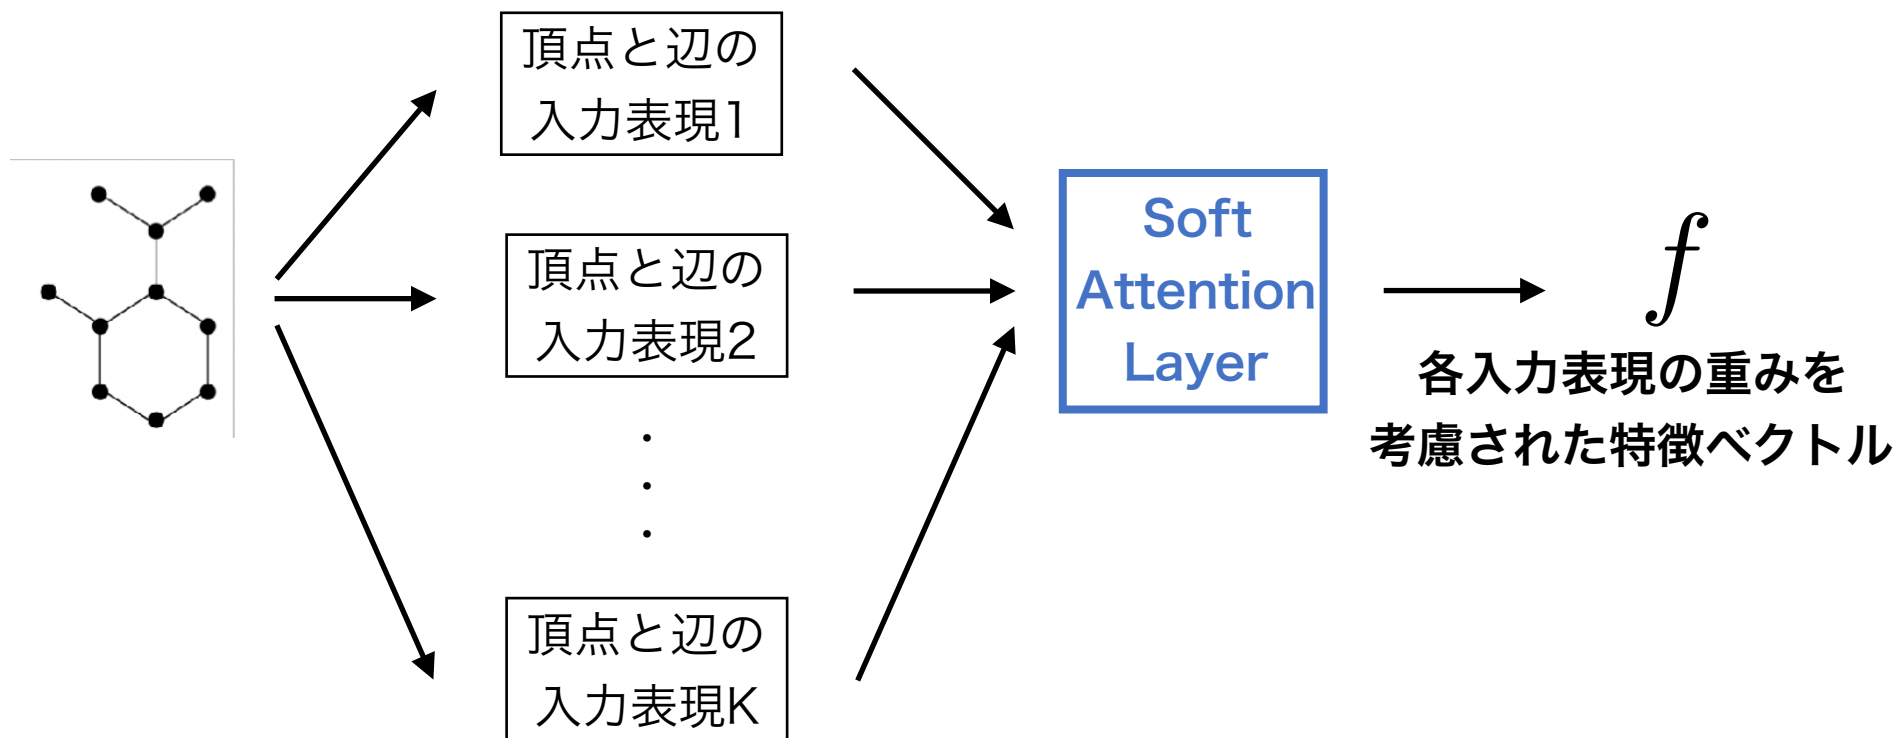 頂点と辺の
入力表現1
頂点と辺の
入力表現2
.
.
.
頂点と辺の
入力表現K
Soft
Attention
Layer
f
各入力表現の重みを
考慮された特徴ベクトル